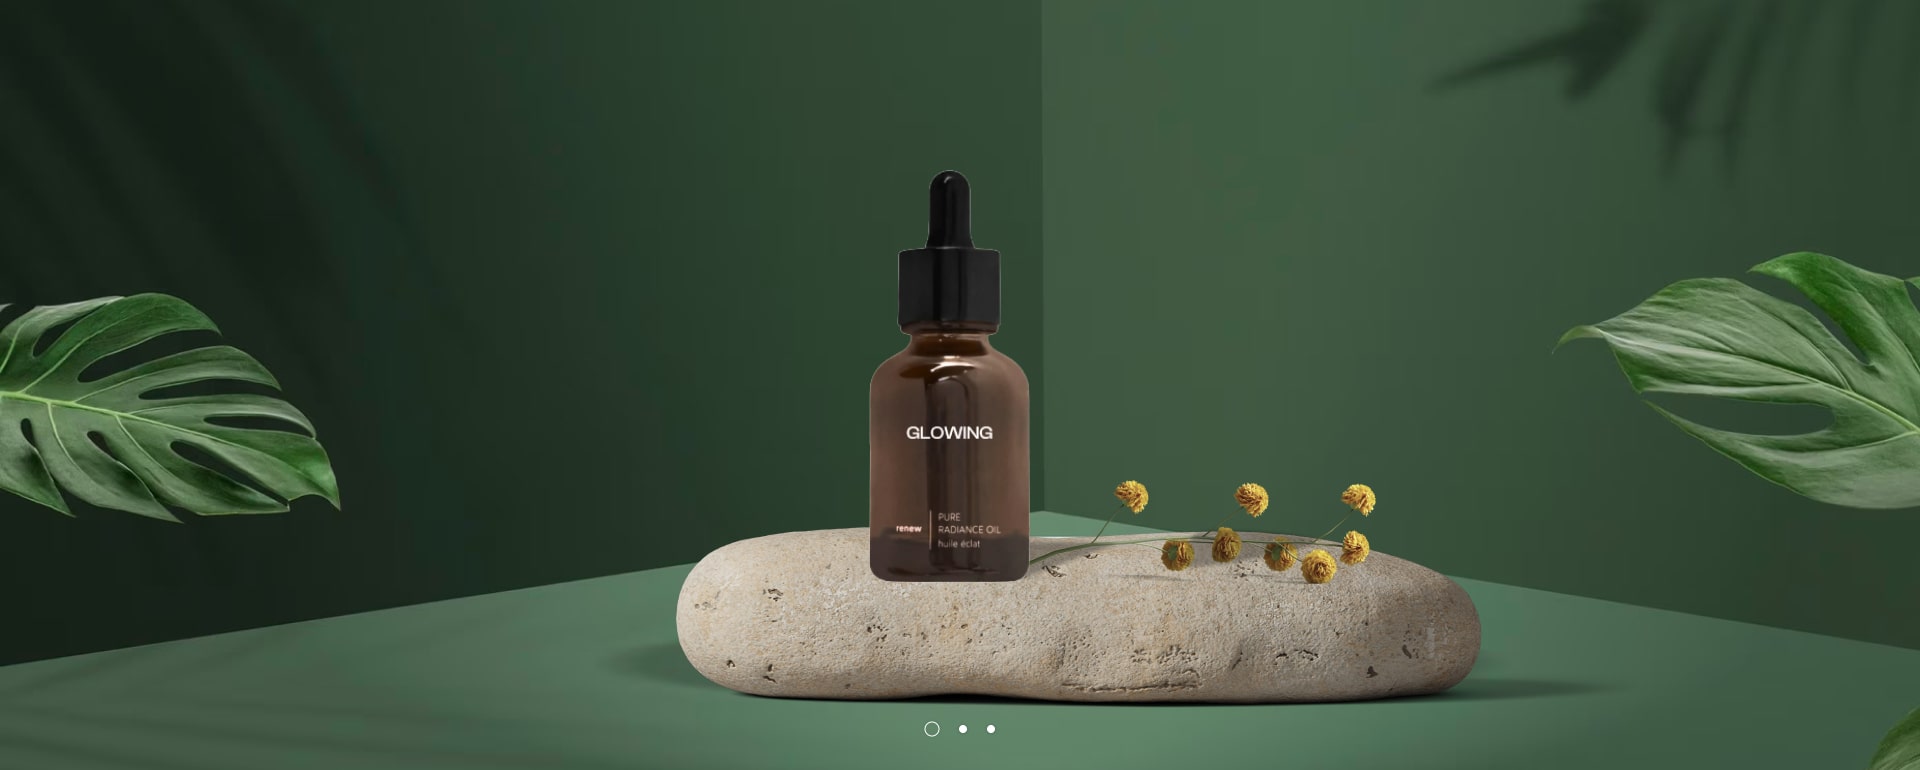 GLOWING
renew
PURE
RADIANCE OIL
huile éclat